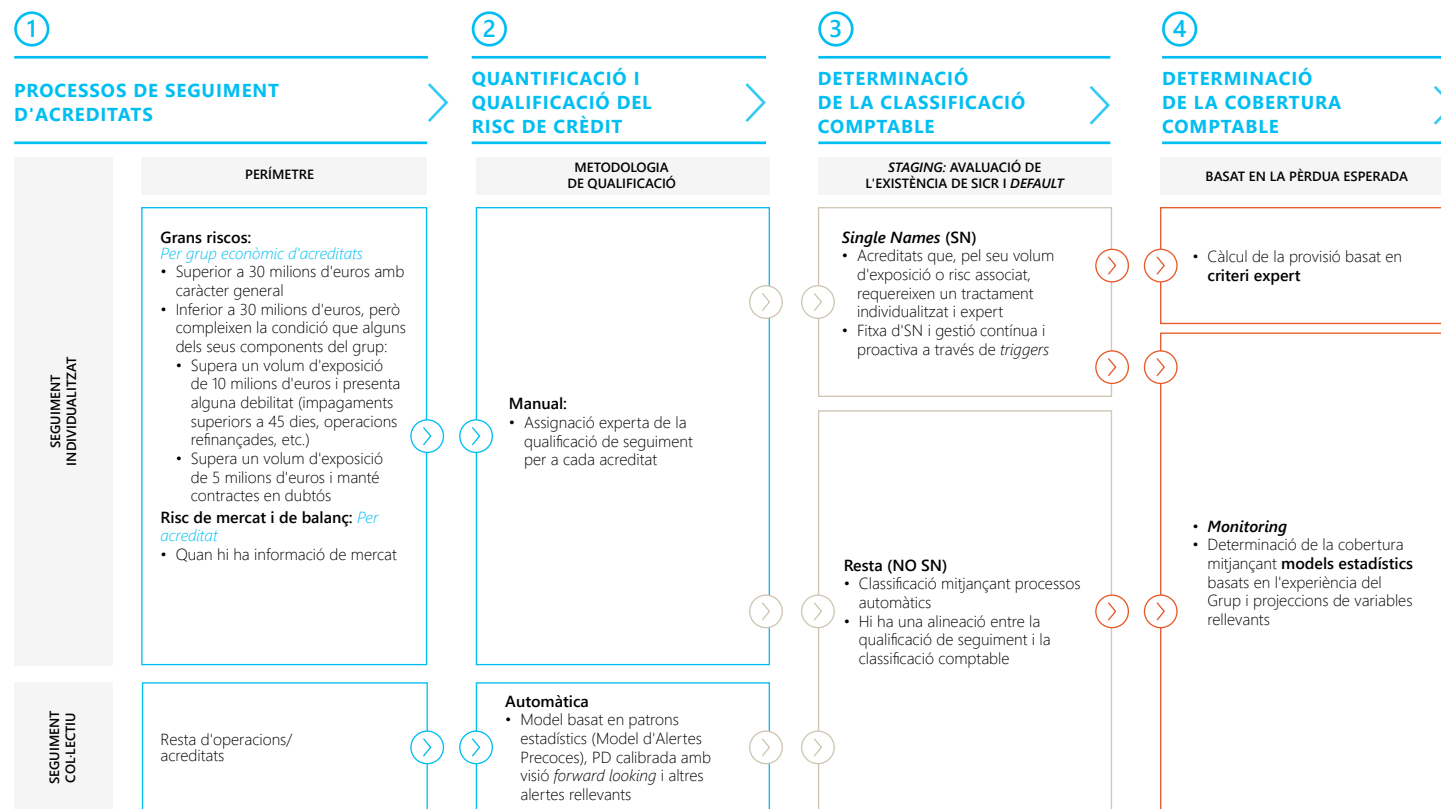 1
PROCESSOS DE SEGUIMENT
D'ACREDITATS
2
QUANTIFICACIÓ I
QUALIFICACIÓ DEL
RISC DE CRÈDIT
3
DETERMINACIÓ
DE LA CLASSIFICACIÓ
COMPTABLE
4
DETERMINACIÓ
DE LA COBERTURA
COMPTABLE
PERÍMETRE
METODOLOGIA
DE QUALIFICACIÓ
STAGING: AVALUACIÓ DE
L'EXISTÈNCIA DE SICR I DEFAULT
BASAT EN LA PÈRDUA ESPERADA
SEGUIMENT
INDIVIDUALITZAT
Grans riscos:
Per grup econòmic d'acreditats
• Superior a 30 milions d'euros amb
caràcter general
• Inferior a 30 milions d'euros, però
compleixen la condició que alguns
dels seus components del grup:
• Supera un volum d'exposició
de 10 milions d'euros i presenta
alguna debilitat (impagaments
superiors a 45 dies, operacions
refinançades, etc.)
• Supera un volum d'exposició
de 5 milions d'euros i manté
contractes en dubtós
Risc de mercat i de balanç: Per
acreditat
• Quan hi ha informació de mercat
Manual:
• Assignació experta de la
qualificació de seguiment
per a cada acreditat
Single Names (SN)
• Acreditats que, pel seu volum
d'exposició o risc associat,
requereixen un tractament
individualitzat i expert
• Fitxa d'SN i gestió contínua i
proactiva a través de triggers
• Càlcul de la provisió basat en
criteri expert
Resta (NO SN)
• Classificació mitjançant processos
automàtics
• Hi ha una alineació entre la
qualificació de seguiment i la
classificació comptable
• Monitoring
• Determinació de la cobertura
mitjançant models estadístics
basats en l'experiència del
Grup i projeccions de variables
rellevants
SEGUIMENT
COL·LECTIU
Resta d'operacions/
acreditats
Automàtica
• Model basat en patrons
estadístics (Model d'Alertes
Precoces), PD calibrada amb
visió forward looking i altres
alertes rellevants